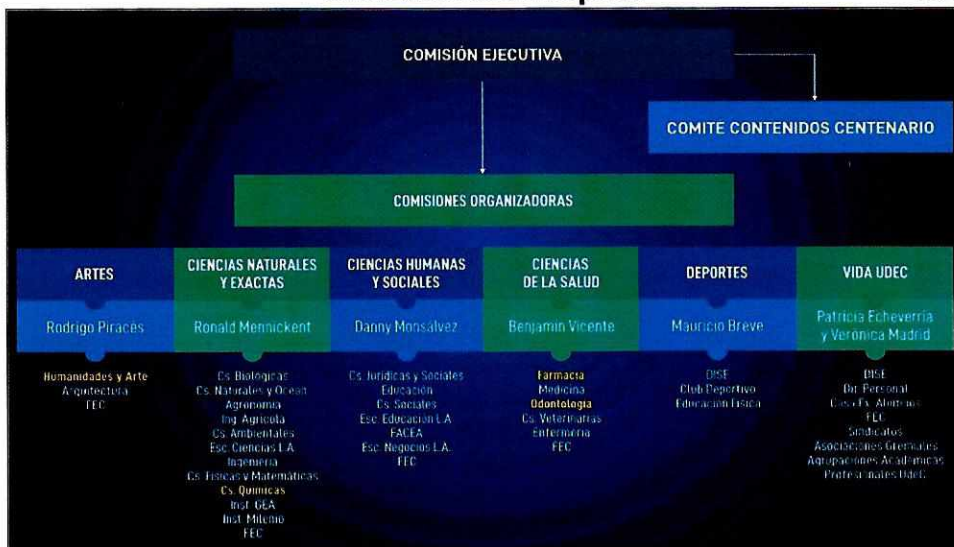 COMISIÓN EJECUTIVA
COMITE CONTENIDOS CENTENARIO
COMISIONES ORGANIZADORAS
ARTES
Rodrigo Piracés
Humanidades y Arte
Arquitectura
FEC
CIENCIAS NATURALES
Y EXACTAS
Ronald Mennickent
Cs. Biológicas
Cs. Naturales y Ocean
Agronomía
Ing. Agrícola
Cs. Ambientales
Esc. Ciencias L.A.
Ingeniería
Cs. Físicas y Matemáticas
Cs. Químicas
Inst. GEA
Inst. Milenio
FEC
CIENCIAS HUMANAS
Y SOCIALES
Danny Monsálvez
Cs. Jurídicas y Sociales
Educación
Cs. Sociales
Esc. Educación L.A.
FACEA
Esc. Negocios L.A.
FEC
CIENCIAS
DE LA SALUD
Benjamin Vicente
Farmacia
Medicina
Odontología
Cs. Veterinarias
Enfermería
FEC
DEPORTES
Mauricio Breve
DISE
Club Deportivo
Educación Física
VIDA UDEC
Patricia Echeverría
y Verónica Madrid
DISE
Dir. Personal
Casa Ex. Alumnos
FEC
Sindicatos
Asociaciones Gremiales
Agrupaciones Académicas
Profesionales UdeC